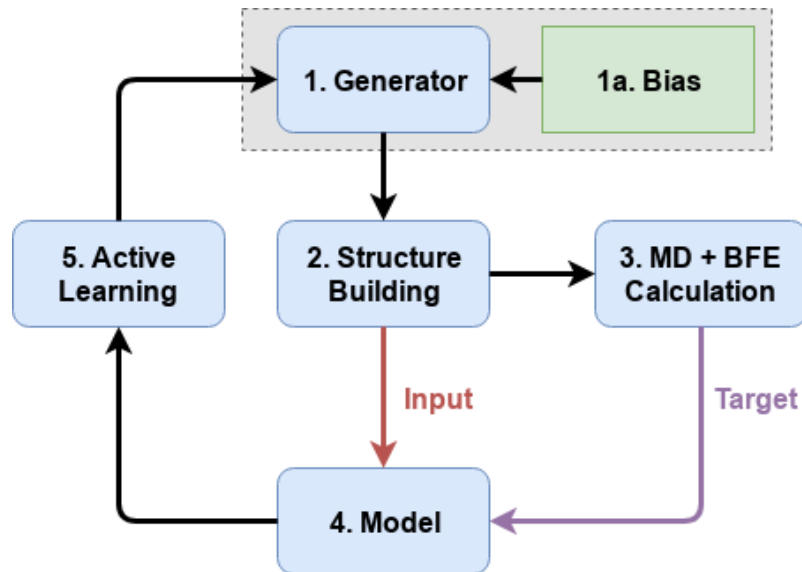 1. Generator
1a. Bias
5. Active
Learning
2. Structure
Building
3. MD + BFE
Calculation
Input
Target
4. Model